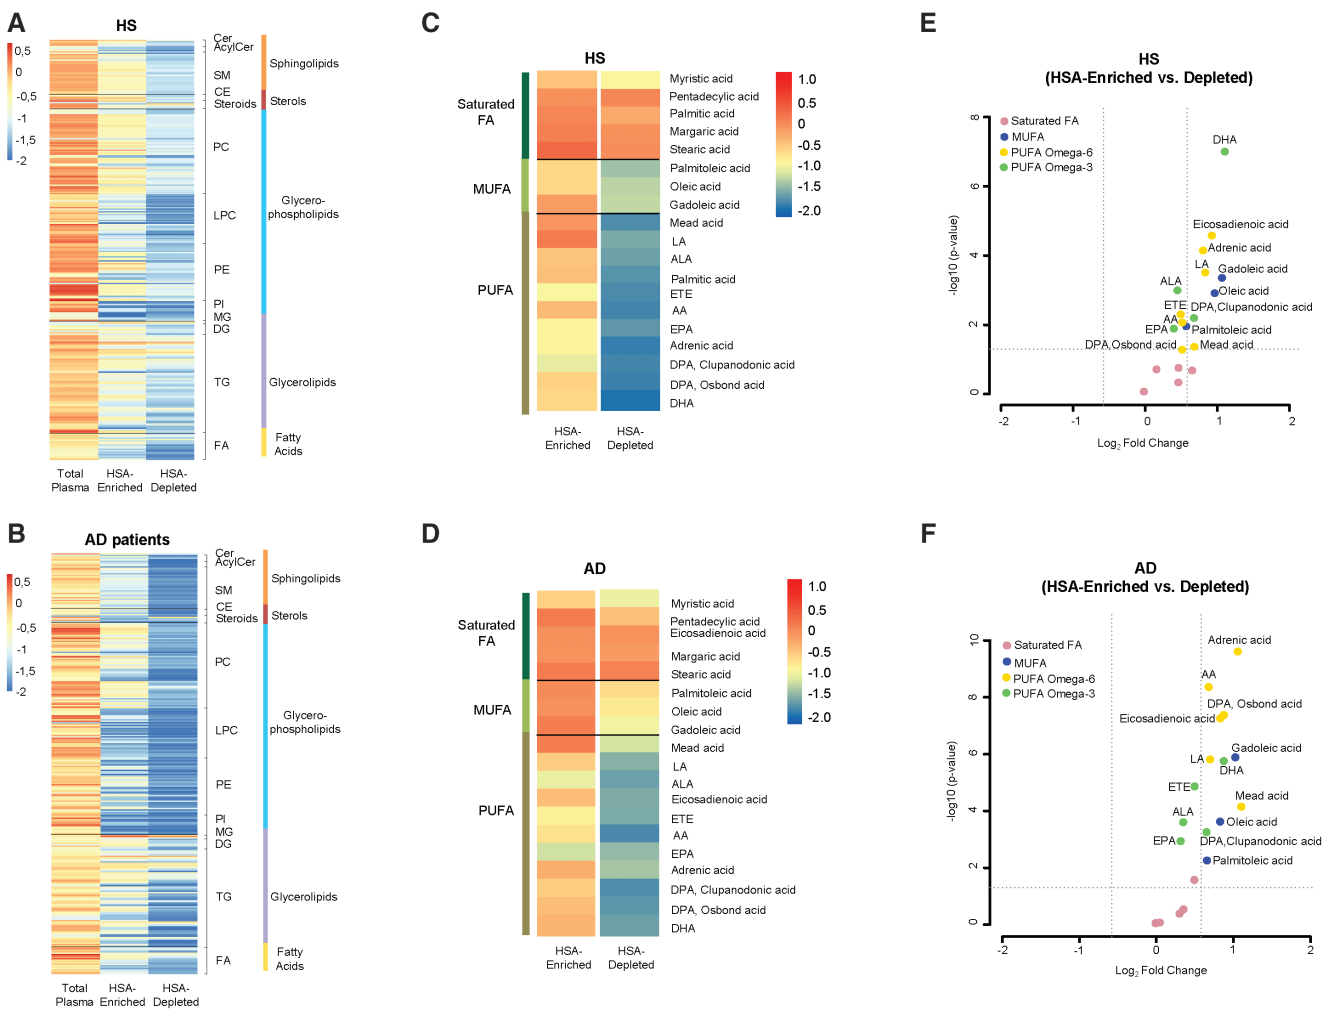 A
HS
0,5
0
-0,5
-1
-1,5
-2
Cer
AcylCer
SM
CE
Steroids
PC
LPC
PE
PI
MG
DG
TG
FA
Sphingolipids
Sterols
Glycero-
phospholipids
Glycerolipids
Fatty
Acids
Total
Plasma
HSA-
Enriched
HSA-
Depleted
B
AD patients
0,5
0
-0,5
-1
-1,5
-2
Cer
AcylCer
SM
CE
Steroids
PC
LPC
PE
PI
MG
DG
TG
FA
Sphingolipids
Sterols
Glycero-
phospholipids
Glycerolipids
Fatty
Acids
Total
Plasma
HSA-
Enriched
HSA-
Depleted
C
HS
Saturated
FA
MUFA
PUFA
Myristic acid
Pentadecylic acid
Palmitic acid
Margaric acid
Stearic acid
Palmitoleic acid
Oleic acid
Gadoleic acid
Mead acid
LA
ALA
Palmitic acid
ETE
AA
EPA
Adrenic acid
DPA, Clupanodonic acid
DPA, Osbond acid
DHA
1.0
0.5
0
-0.5
-1.0
-1.5
-2.0
HSA-
Enriched
HSA-
Depleted
D
AD
Saturated
FA
MUFA
PUFA
Myristic acid
Pentadecylic acid
Eicosadienoic acid
Margaric acid
Stearic acid
Palmitoleic acid
Oleic acid
Gadoleic acid
Mead acid
LA
ALA
Eicosadienoic acid
ETE
AA
EPA
Adrenic acid
DPA, Clupanodonic acid
DPA, Osbond acid
DHA
1.0
0.5
0
-0.5
-1.0
-1.5
-2.0
HSA-
Enriched
HSA-
Depleted
E
HS
(HSA-Enriched vs. Depleted)
Saturated FA
MUFA
PUFA Omega-6
PUFA Omega-3
DHA
Eicosadienoic acid
Adrenic acid
LA
Gadoleic acid
ALA
Oleic acid
ETE
DPA,Clupanodonic acid
AA
EPA
Palmitoleic acid
DPA,Osbond acid
Mead acid
8
6
4
2
0
-log10 (p-value)
-2
-1
0
1
2
Log2 Fold Change
F
AD
(HSA-Enriched vs. Depleted)
Saturated FA
MUFA
PUFA Omega-6
PUFA Omega-3
Adrenic acid
AA
DPA, Osbond acid
Eicosadienoic acid
Gadoleic acid
LA
DHA
ETE
Mead acid
ALA
Oleic acid
EPA
DPA,Clupanodonic acid
Palmitoleic acid
10
8
6
4
2
0
-log10 (p-value)
-2
-1
0
1
2
Log2 Fold Change